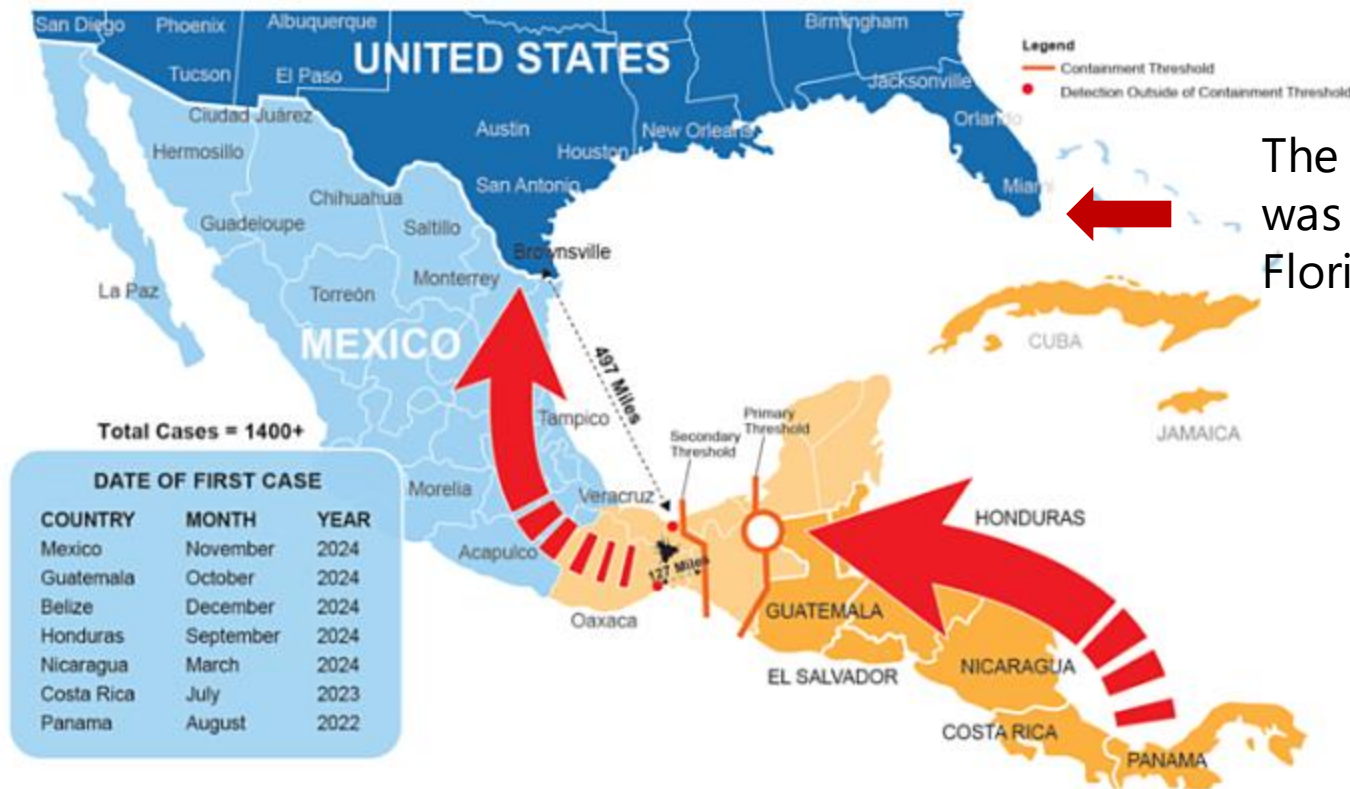 San Diego
Phoenix
Albuquerque
Birmingham
UNITED STATES
Tucson
El Paso
Jacksonville
Ciudad Juárez
Austin
New Orleans
Orlando
Hermosillo
Houston
Miami
Chihuahua
San Antonio
Guadeloupe
Saltillo
Brownsville
La Paz
Torreón
Monterrey
MEXICO
497 Miles
CUBA
Tampico
JAMAICA
Primary
Threshold
Secondary
Threshold
Morelia
Veracruz
HONDURAS
Acapulco
127 Miles
Oaxaca
GUATEMALA
EL SALVADOR
NICARAGUA
COSTA RICA
PANAMA
Legend
Containment Threshold
Detection Outside of Containment Threshold
The
was
Flori
Total Cases = 1400+
DATE OF FIRST CASE
COUNTRY MONTH YEAR
Mexico November 2024
Guatemala October 2024
Belize December 2024
Honduras September 2024
Nicaragua March 2024
Costa Rica July 2023
Panama August 2022